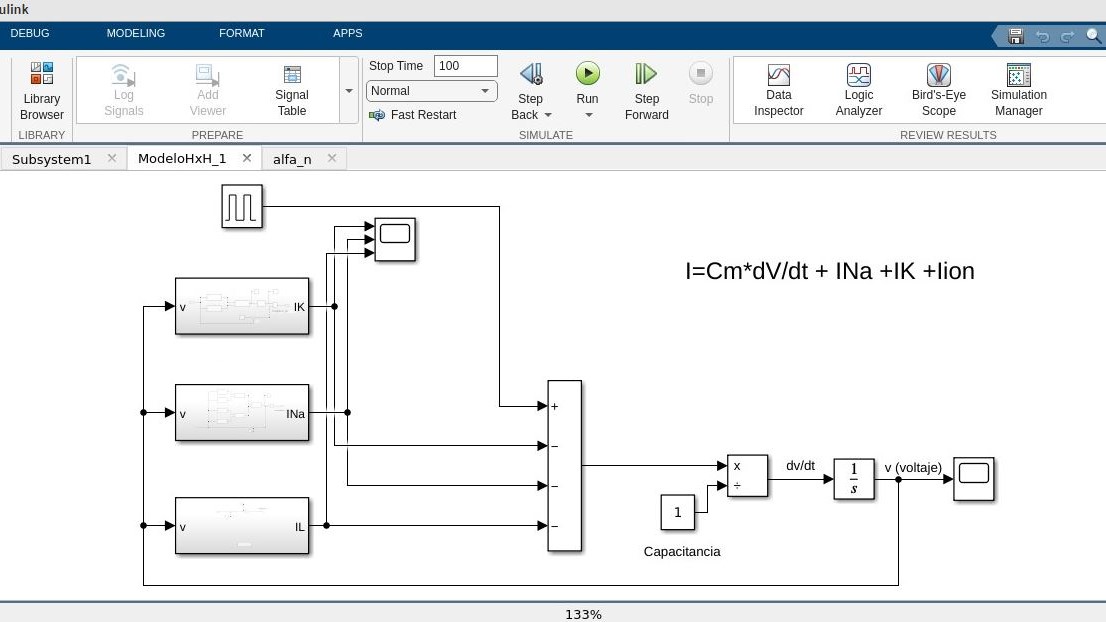 ulink
DEBUG MODELING FORMAT APPS
Library Browser
LIBRARY
Log Signals
Add Viewer
Signal Table
PREPARE
Stop Time 100
Normal
Fast Restart
Step Back
Run
Step Forward
Stop
SIMULATE
Data Inspector
Logic Analyzer
Bird's-Eye Scope
Simulation Manager
REVIEW RESULTS
Subsystem1 × ModeloHxH_1 × alfa_n ×
I=Cm*dV/dt + INa +IK +Iion
v IK
v INa
v IL
+
−
−
−
x
÷
1
Capacitancia
dv/dt
1
s
v (voltaje)
133%